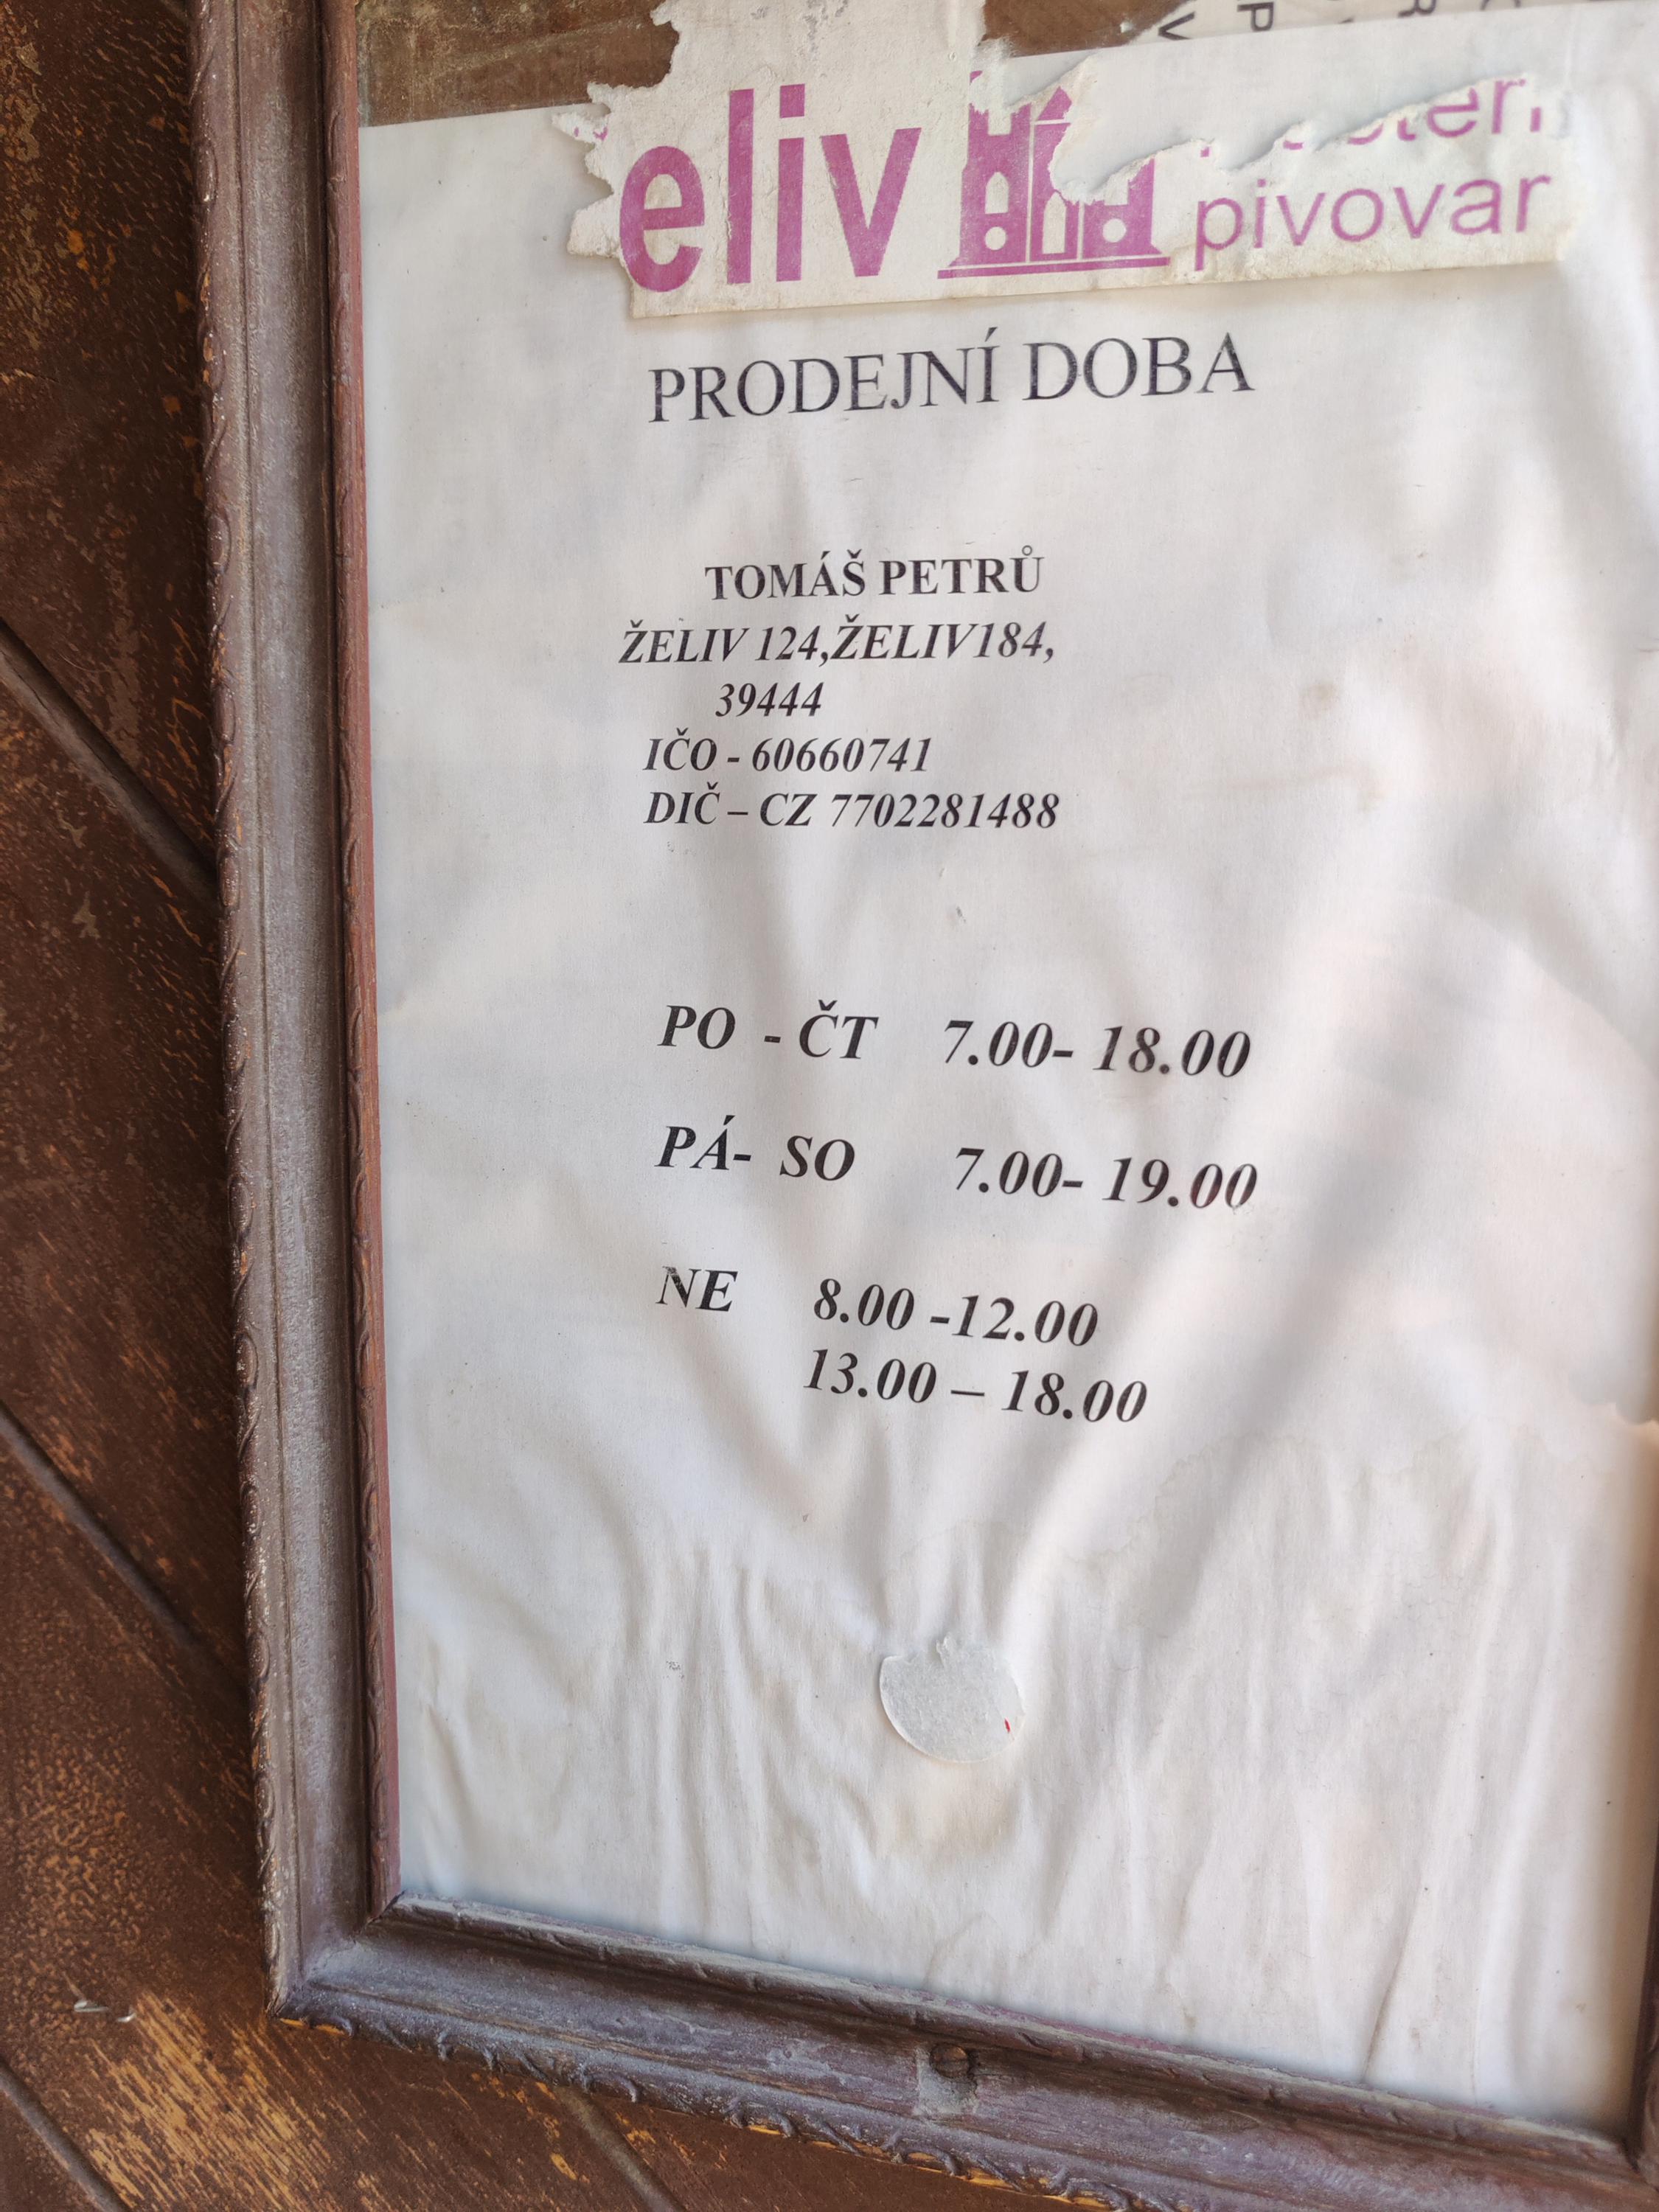 eliv
pivovar
PRODEJNÍ DOBA
TOMÁŠ PETRŮ
ŽELIV 124,ŽELIV184,
39444
IČO - 60660741
DIČ – CZ 7702281488
PO - ČT 7.00- 18.00
PÁ- SO 7.00- 19.00
NE 8.00 -12.00
13.00 – 18.00